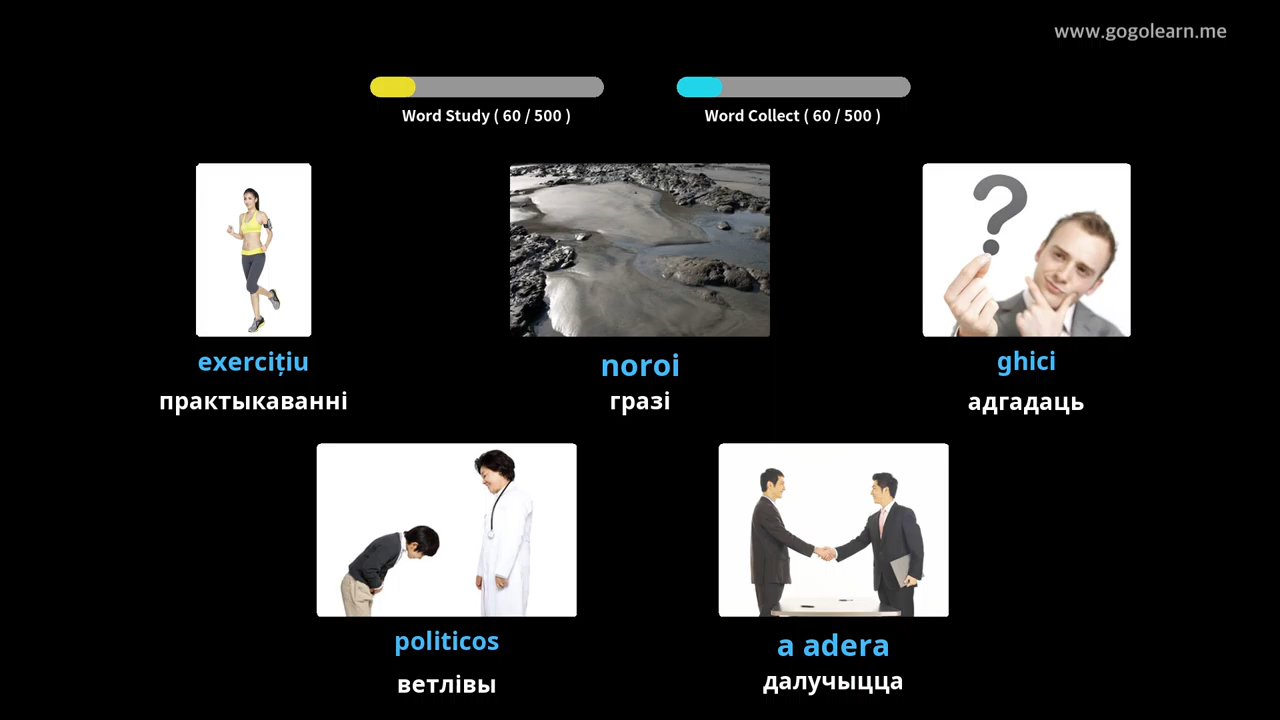 www.gogolearn.me
Word Study ( 60 / 500 )
Word Collect ( 60 / 500 )
exercițiu
практыкаванні
noroi
гразі
ghici
адгадаць
politicos
ветлівы
a adera
далучыцца